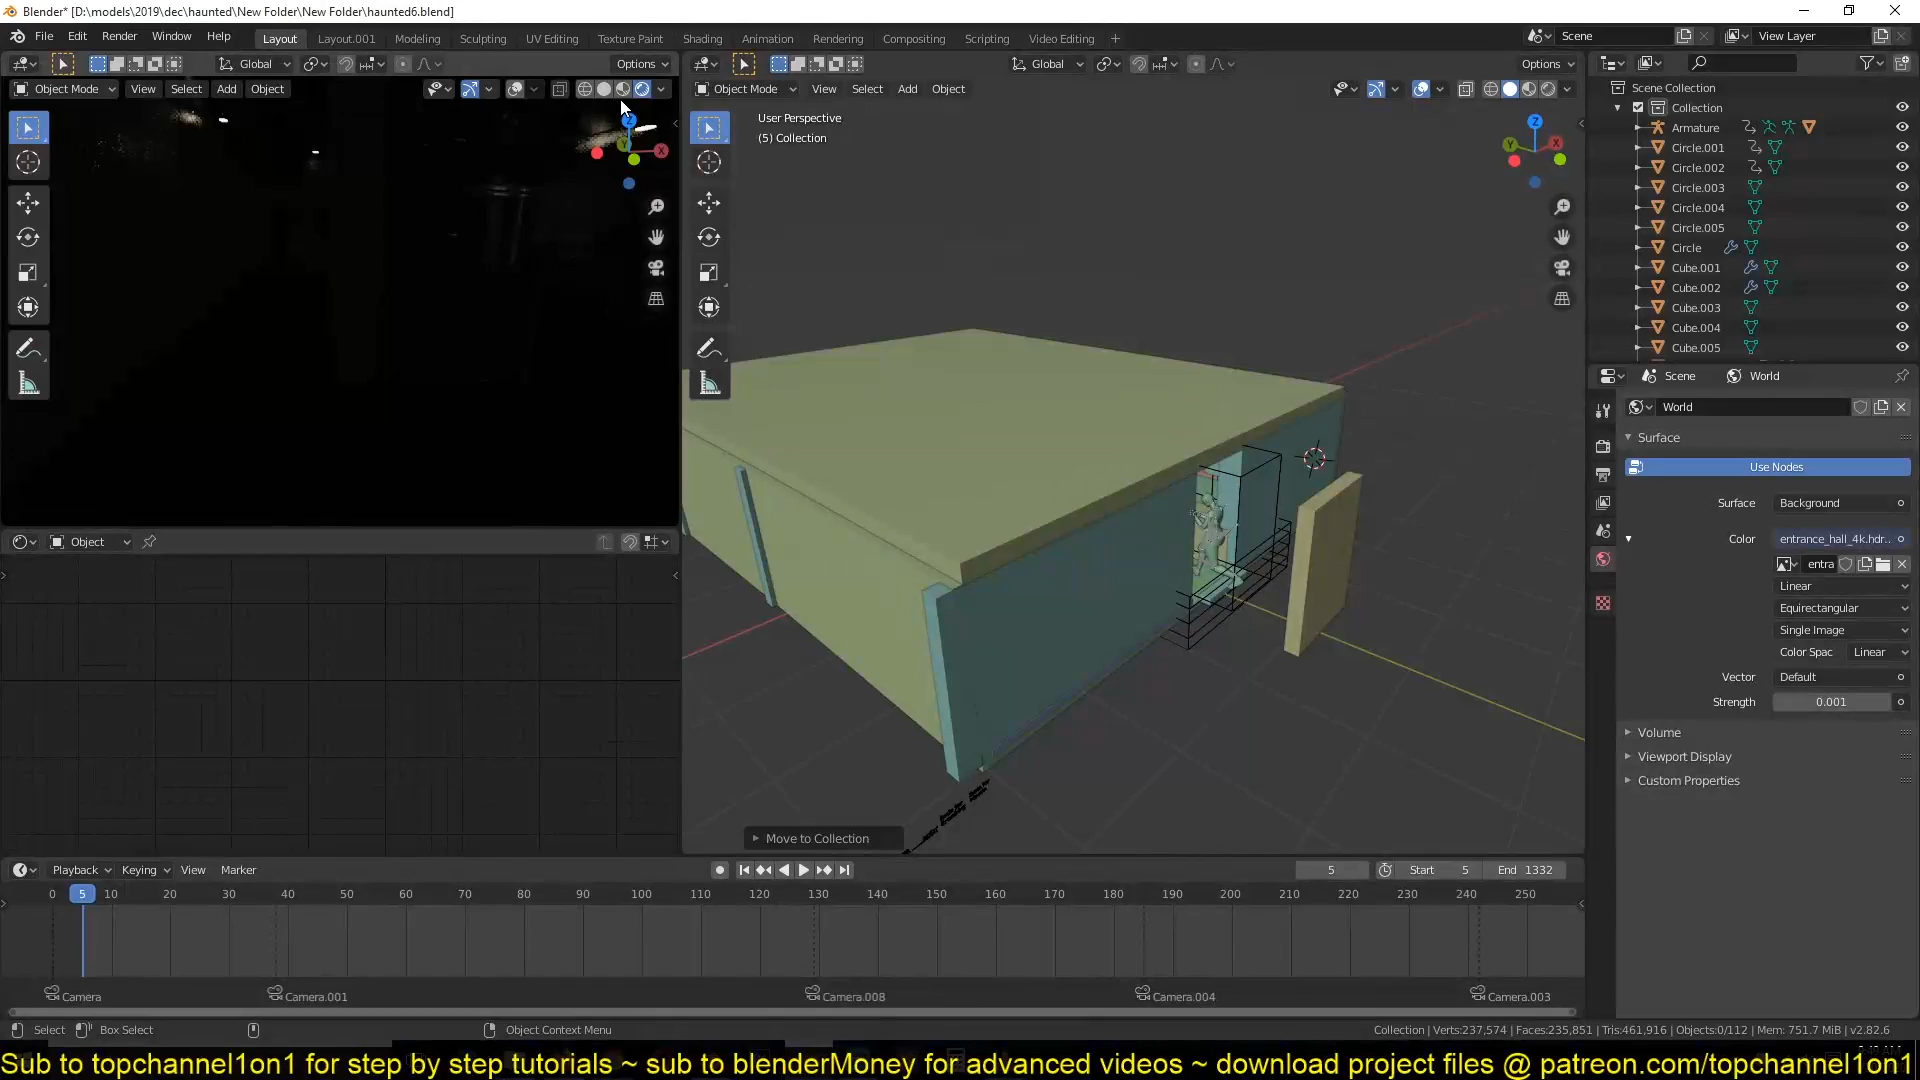 Blender* [D:\models\2019\dec\haunted\New Folder\New Folder\haunted6.blend]
File Edit Render Window Help
Layout Layout.001 Modeling Sculpting UV Editing Texture Paint Shading Animation Rendering Compositing Scripting Video Editing +
Scene
View Layer
Global
Options
Global
Options
Object Mode View Select Add Object
Object Mode View Select Add Object
User Perspective
(5) Collection
Scene Collection
Collection
Armature
Circle.001
Circle.002
Circle.003
Circle.004
Circle.005
Circle
Cube.001
Cube.002
Cube.003
Cube.004
Cube.005
Z
Y
X
Z
Y
X
Scene World
World
Surface
Use Nodes
Surface Background
Color entrance_hall_4k.hdr..
entra
Linear
Equirectangular
Single Image
Color Spac Linear
Vector Default
Strength 0.001
Volume
Viewport Display
Custom Properties
Object
Move to Collection
Playback Keying View Marker
5
Start 5
End 1332
0 5 10 20 30 40 50 60 70 80 90 100 110 120 130 140 150 160 170 180 190 200 210 220 230 240 250
Camera Camera.001 Camera.008 Camera.004 Camera.003
Select Box Select Object Context Menu
Collection | Verts:237,574 | Faces:235,851 | Tris:461,916 | Objects:0/112 | Mem: 751.7 MiB | v2.82.6
Sub to topchannel1on1 for step by step tutorials ~ sub to blenderMoney for advanced videos ~ download project files @ patreon.com/topchannel1on1